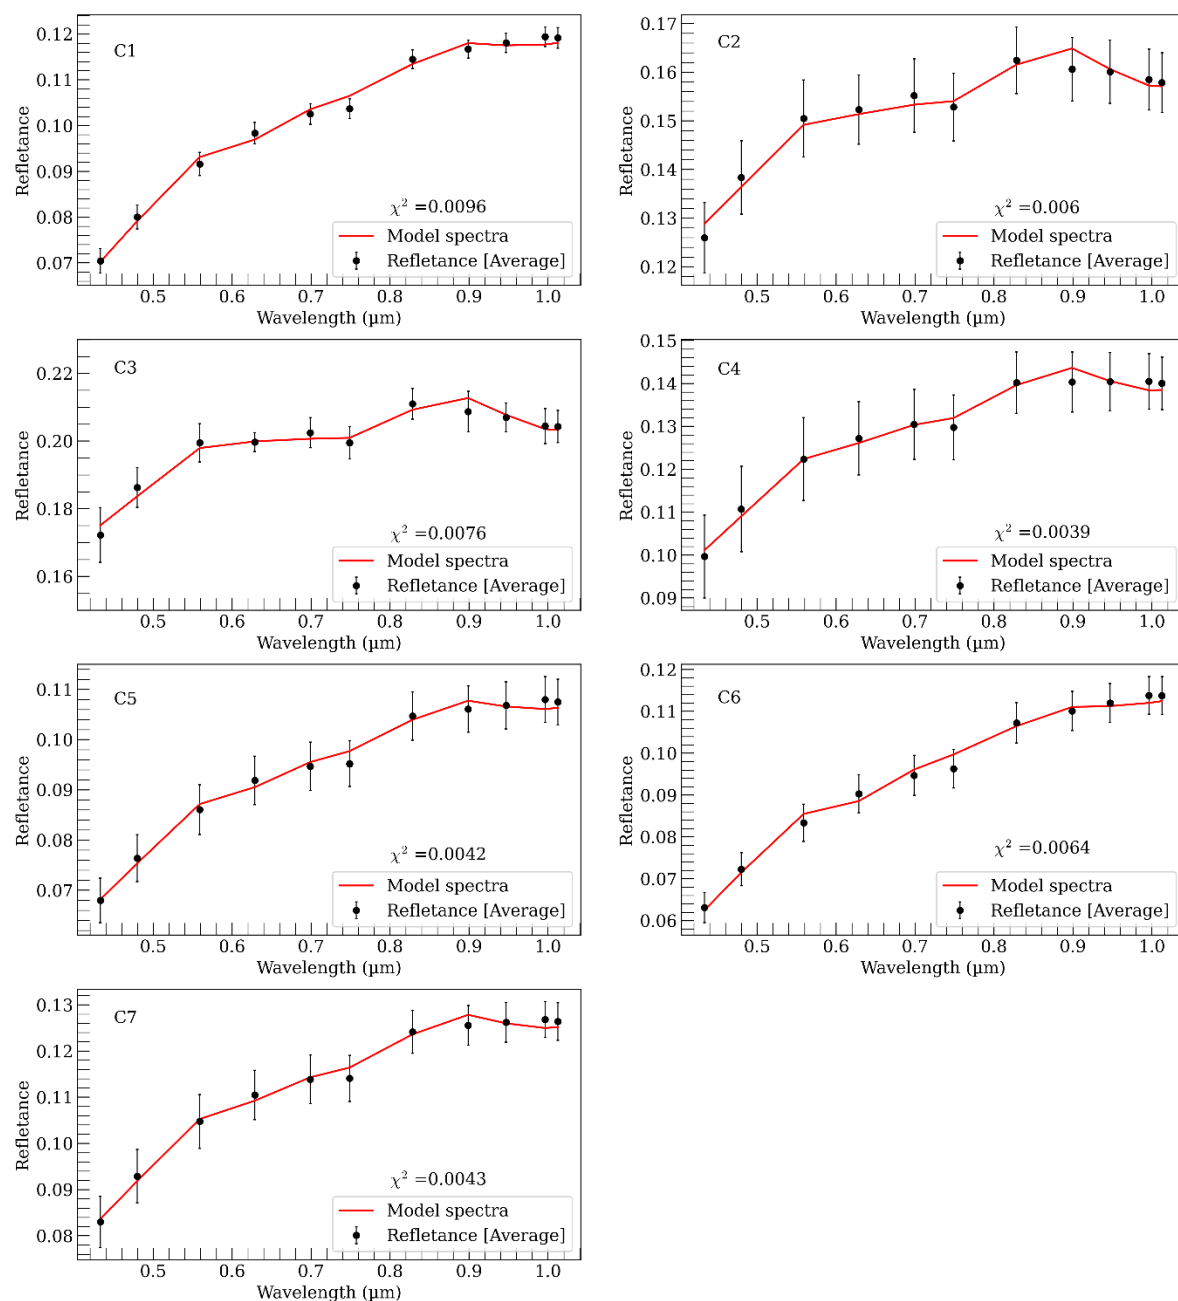 C1
0.12
0.11
0.10
0.09
0.08
0.07
Refletance
χ² =0.0096
Model spectra
Refletance [Average]
0.5 0.6 0.7 0.8 0.9 1.0
Wavelength (μm)
C2
0.17
0.16
0.15
0.14
0.13
0.12
Refletance
χ² =0.006
Model spectra
Refletance [Average]
0.5 0.6 0.7 0.8 0.9 1.0
Wavelength (μm)
C3
0.22
0.20
0.18
0.16
Refletance
χ² =0.0076
Model spectra
Refletance [Average]
0.5 0.6 0.7 0.8 0.9 1.0
Wavelength (μm)
C4
0.15
0.14
0.13
0.12
0.11
0.10
0.09
Refletance
χ² =0.0039
Model spectra
Refletance [Average]
0.5 0.6 0.7 0.8 0.9 1.0
Wavelength (μm)
C5
0.11
0.10
0.09
0.08
0.07
Refletance
χ² =0.0042
Model spectra
Refletance [Average]
0.5 0.6 0.7 0.8 0.9 1.0
Wavelength (μm)
C6
0.12
0.11
0.10
0.09
0.08
0.07
0.06
Refletance
χ² =0.0064
Model spectra
Refletance [Average]
0.5 0.6 0.7 0.8 0.9 1.0
Wavelength (μm)
C7
0.13
0.12
0.11
0.10
0.09
0.08
Refletance
χ² =0.0043
Model spectra
Refletance [Average]
0.5 0.6 0.7 0.8 0.9 1.0
Wavelength (μm)